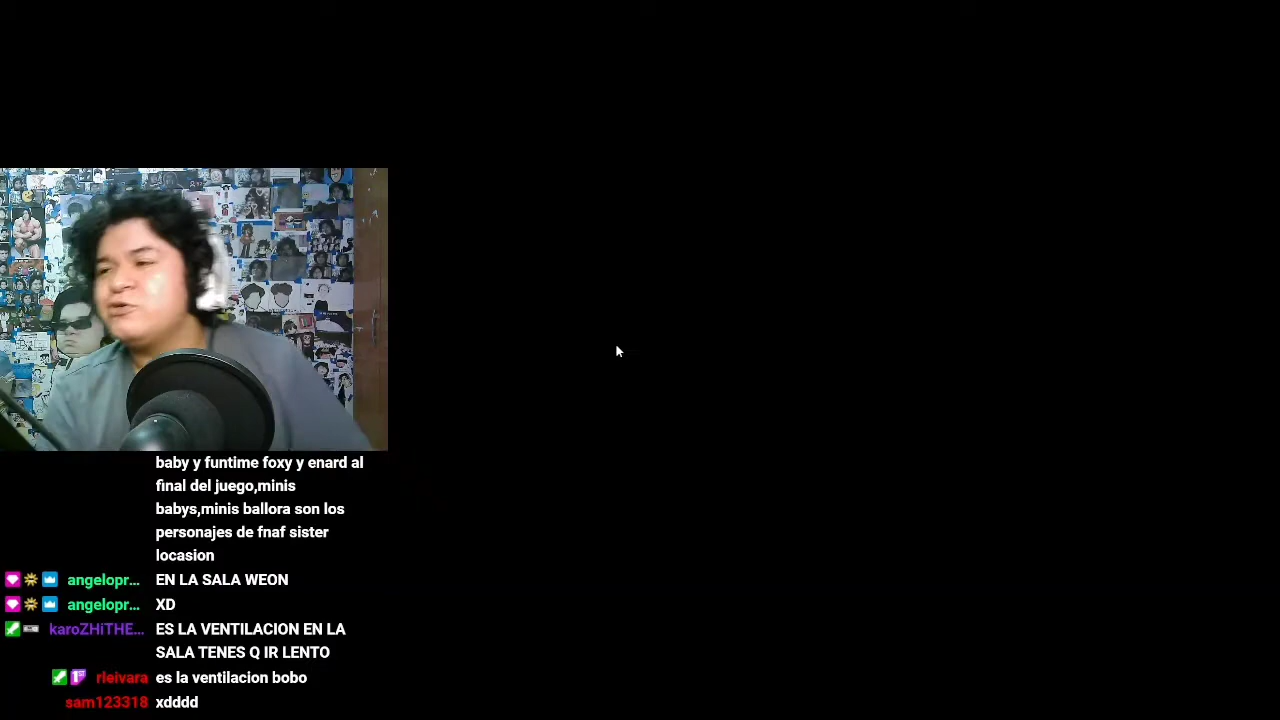 baby y funtime foxy y enard al
final del juego,minis
babys,minis ballora son los
personajes de fnaf sister
locasion
angelopr... EN LA SALA WEON
angelopr... XD
karoZHiTHE... ES LA VENTILACION EN LA
SALA TENES Q IR LENTO
rleivara es la ventilacion bobo
sam123318 xdddd